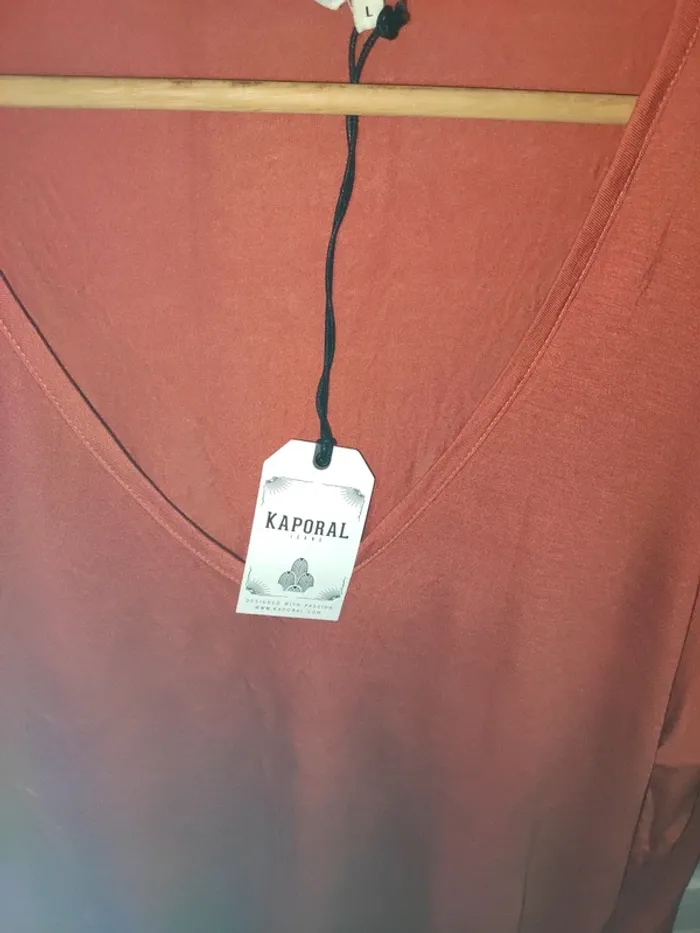 L
KAPORAL
JEANS
DESIGNED WITH PASSION
WWW.KAPORAL.COM